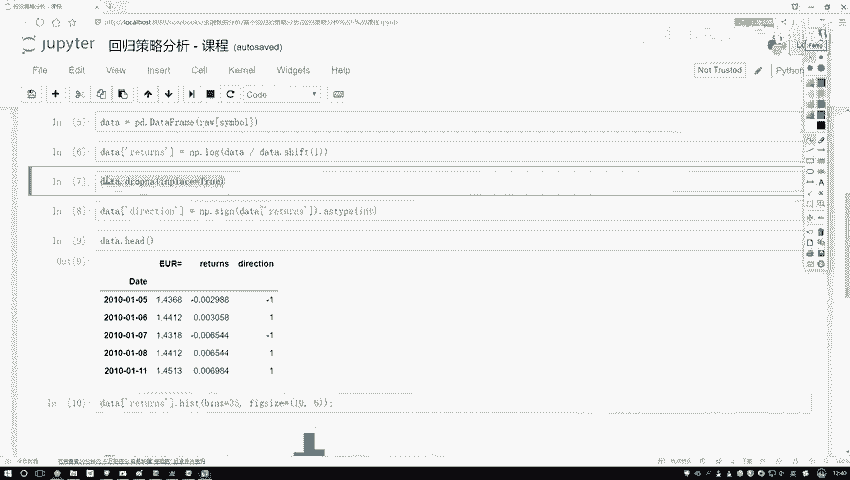 jupyter 回归策略分析 - 课程 (autosaved)
File Edit View Insert Cell Kernel Widgets Help
Not Trusted Python
Code
In [5]: data = pd.DataFrame(raw[symbol])
In [6]: data['returns'] = np.log(data / data.shift(1))
In [7]: data.dropna(inplace=True)
In [8]: data['direction'] = np.sign(data['returns']).astype(int)
In [9]: data.head()
Out[9]:
EUR= returns direction
Date
2010-01-05 1.4368 -0.002988 -1
2010-01-06 1.4412 0.003058 1
2010-01-07 1.4318 -0.006544 -1
2010-01-08 1.4412 0.006544 1
2010-01-11 1.4513 0.006984 1
In [10]: data['returns'].hist(bins=35, figsize=(10, 6));
12:40